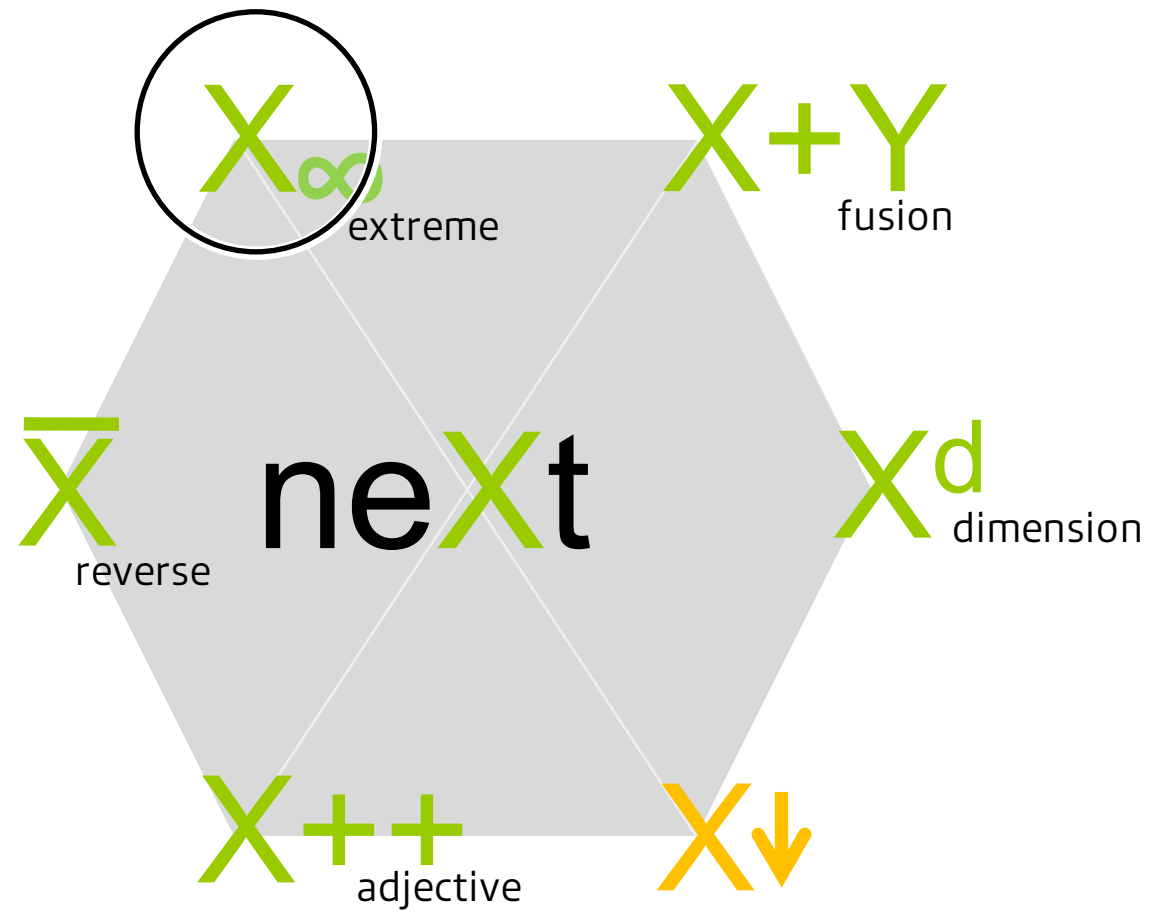 X∞
extreme
X+Y
fusion
X̅
reverse
neXt
Xᵈ
dimension
X++
adjective
X↓